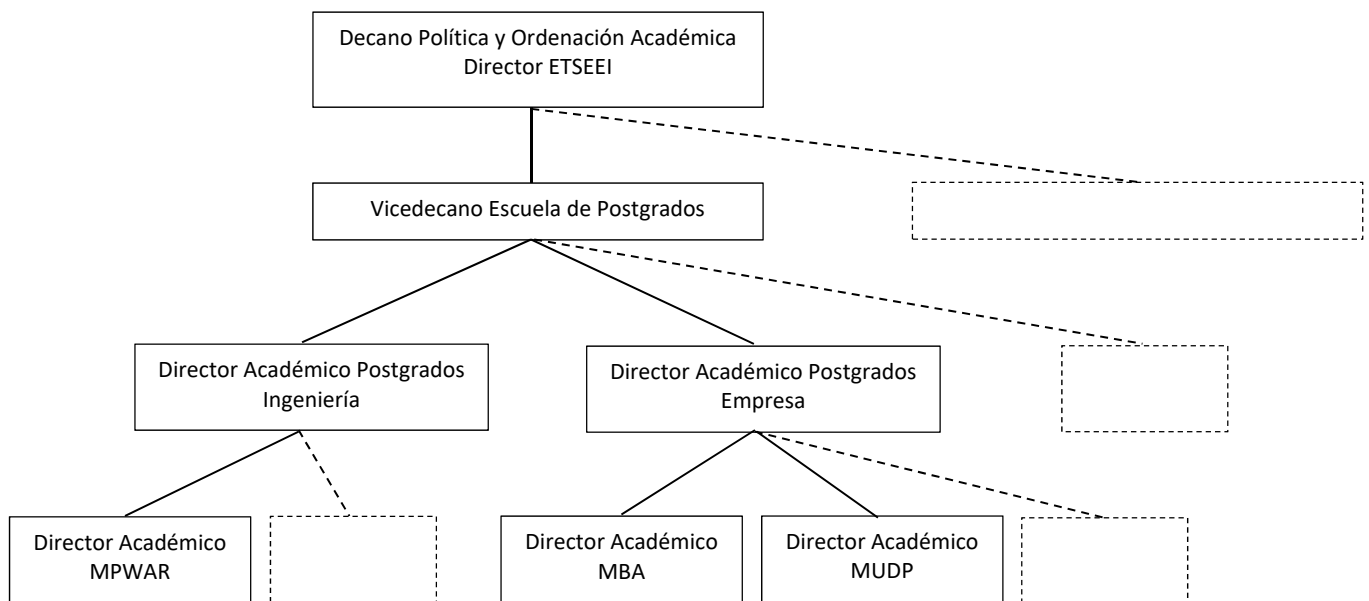 Decano Política y Ordenación Académica
Director ETSEEI
Vicedecano Escuela de Postgrados
Director Académico Postgrados
Ingeniería
Director Académico Postgrados
Empresa
Director Académico
MPWAR
Director Académico
MBA
Director Académico
MUDP